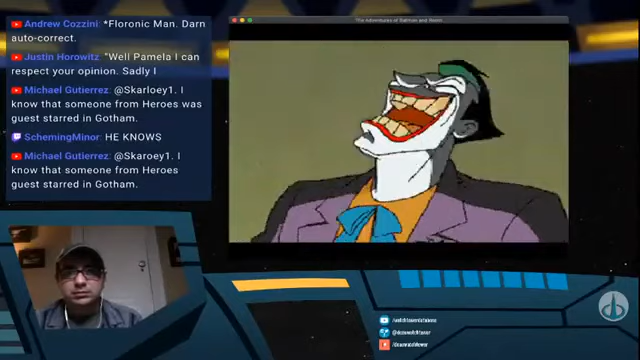 The Adventures of Batman and Robin
Andrew Cozzini: *Floronic Man. Darn
auto-correct.
Justin Horowitz: "Well Pamela I can
respect your opinion. Sadly I
Michael Gutierrez: @Skarloey1. I
know that someone from Heroes was
guest starred in Gotham.
SchemingMinor: HE KNOWS
Michael Gutierrez: @Skaroey1. I
know that someone from Heroes
guest starred in Gotham.